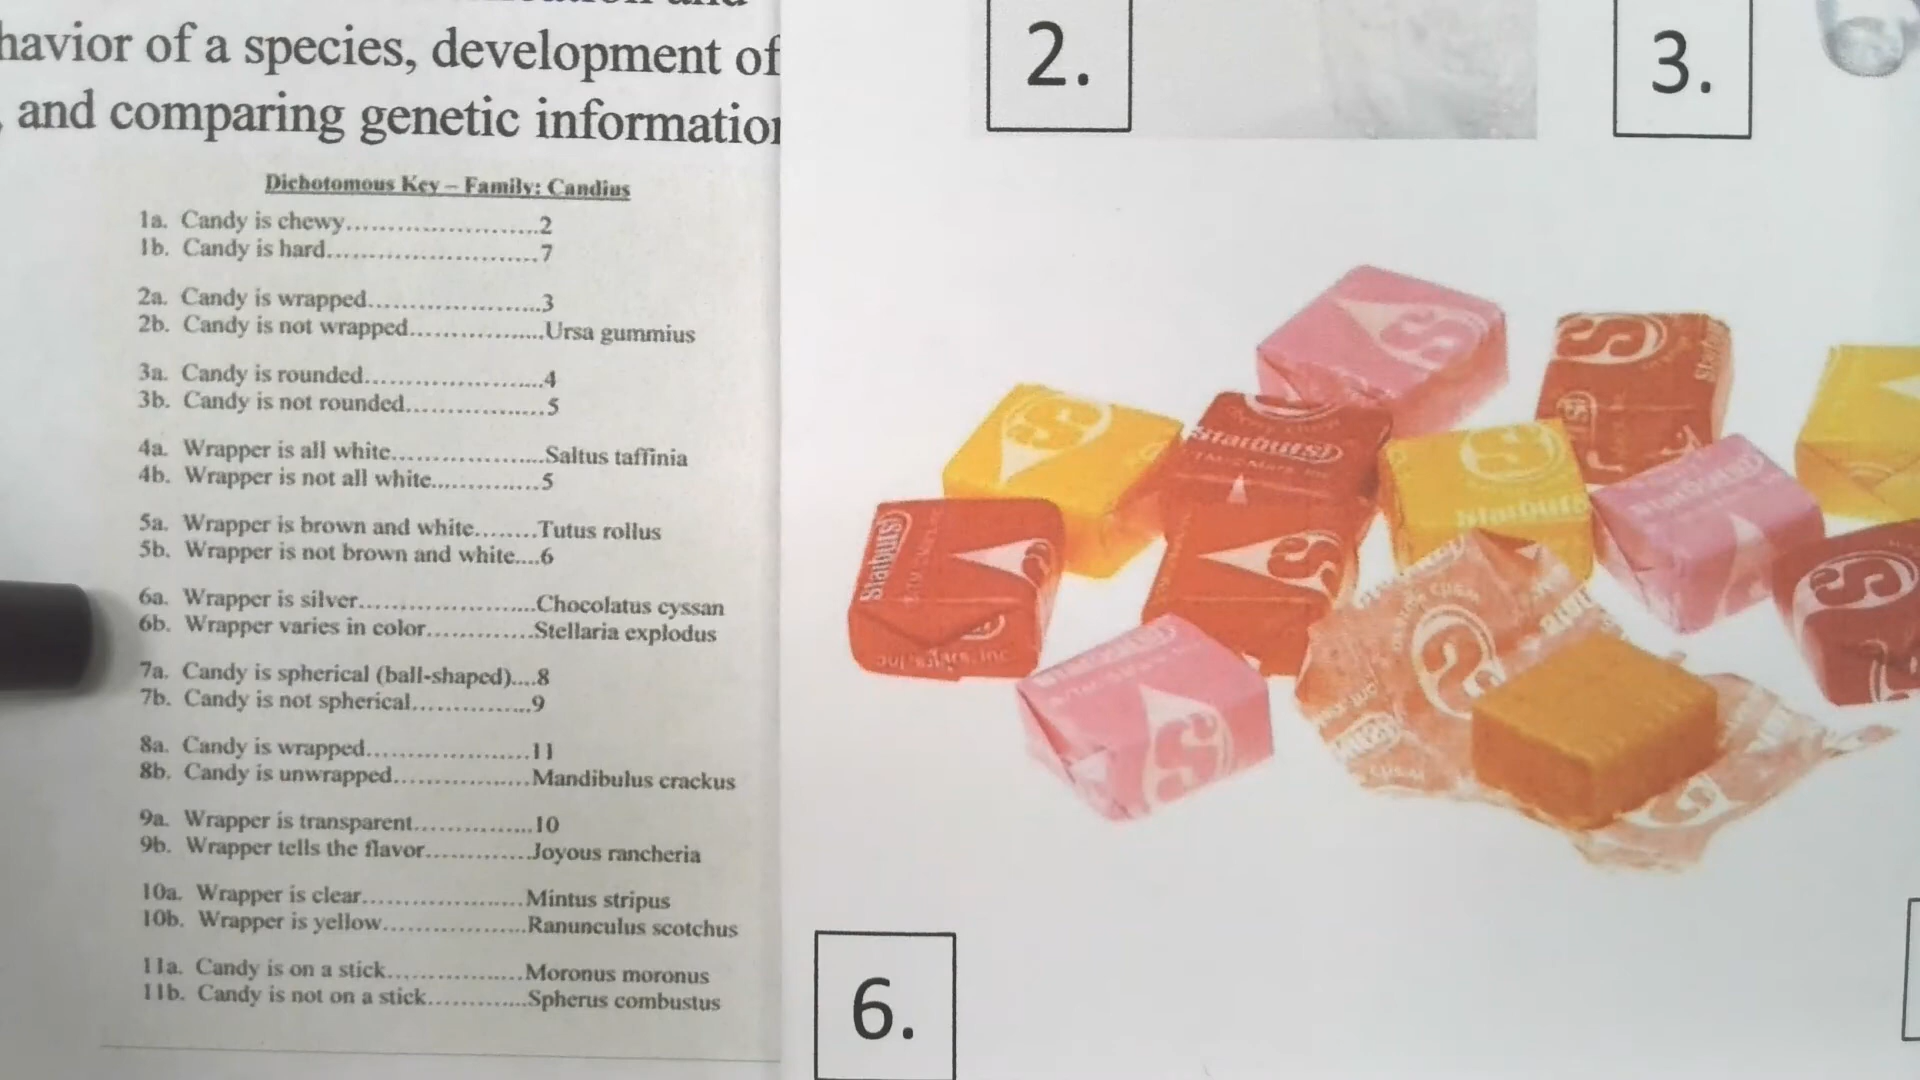 havior of a species, development of
, and comparing genetic information
Dichotomous Key – Family: Candius
1a. Candy is chewy........................2
1b. Candy is hard..........................7
2a. Candy is wrapped......................3
2b. Candy is not wrapped.................Ursa gummius
3a. Candy is rounded.......................4
3b. Candy is not rounded..................5
4a. Wrapper is all white...................Saltus taffinia
4b. Wrapper is not all white..............5
5a. Wrapper is brown and white........Tutus rollus
5b. Wrapper is not brown and white....6
6a. Wrapper is silver......................Chocolatus cyssan
6b. Wrapper varies in color.............Stellaria explodus
7a. Candy is spherical (ball-shaped)....8
7b. Candy is not spherical...............9
8a. Candy is wrapped....................11
8b. Candy is unwrapped.................Mandibulus crackus
9a. Wrapper is transparent...............10
9b. Wrapper tells the flavor.............Joyous rancheria
10a. Wrapper is clear....................Mintus stripus
10b. Wrapper is yellow..................Ranunculus scotchus
11a. Candy is on a stick.................Moronus moronus
11b. Candy is not on a stick............Spherus combustus
2.
3.
Starburst
Starburst
Starburst
Starburst
6.